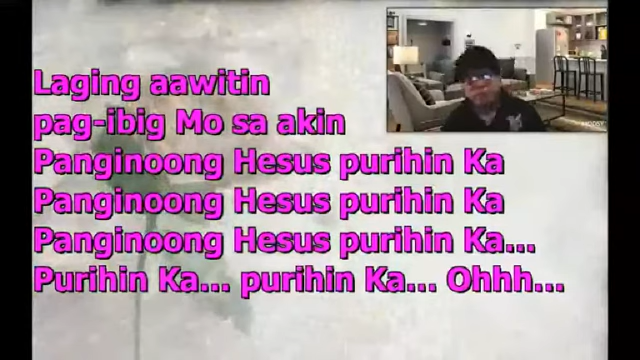 Laging aawitin
pag-ibig Mo sa akin
Panginoong Hesus purihin Ka
Panginoong Hesus purihin Ka
Panginoong Hesus purihin Ka...
Purihin Ka... purihin Ka... Ohhh...